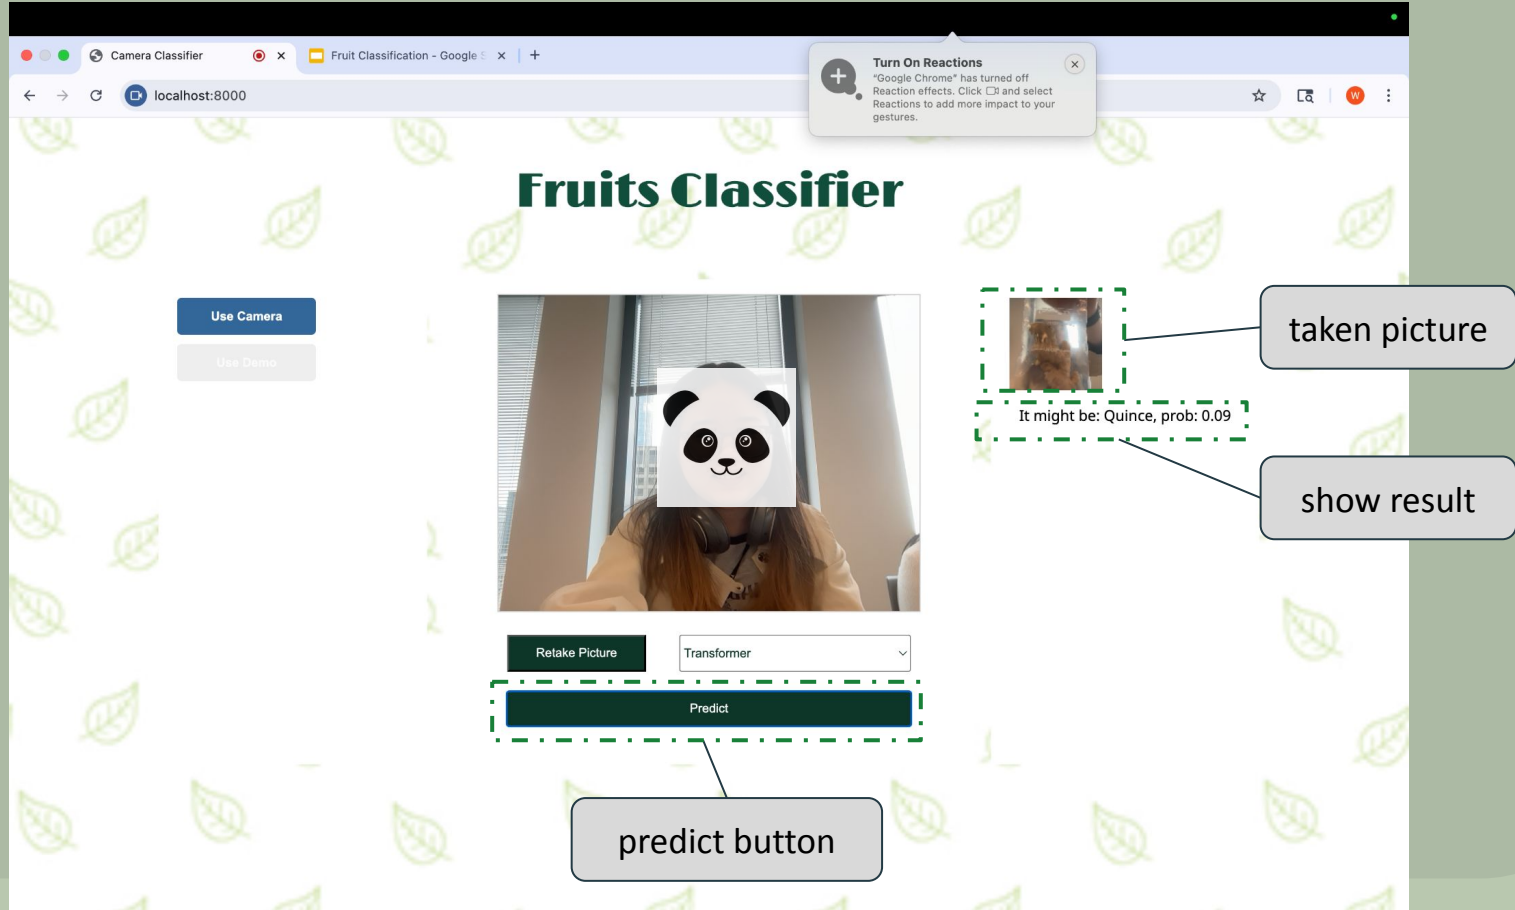 Camera Classifier
Fruit Classification - Google S
localhost:8000
W
Turn On Reactions
"Google Chrome" has turned off
Reaction effects. Click and select
Reactions to add more impact to your
gestures.
Fruits Classifier
Use Camera
Use Demo
taken picture
It might be: Quince, prob: 0.09
show result
Retake Picture
Transformer
Predict
predict button